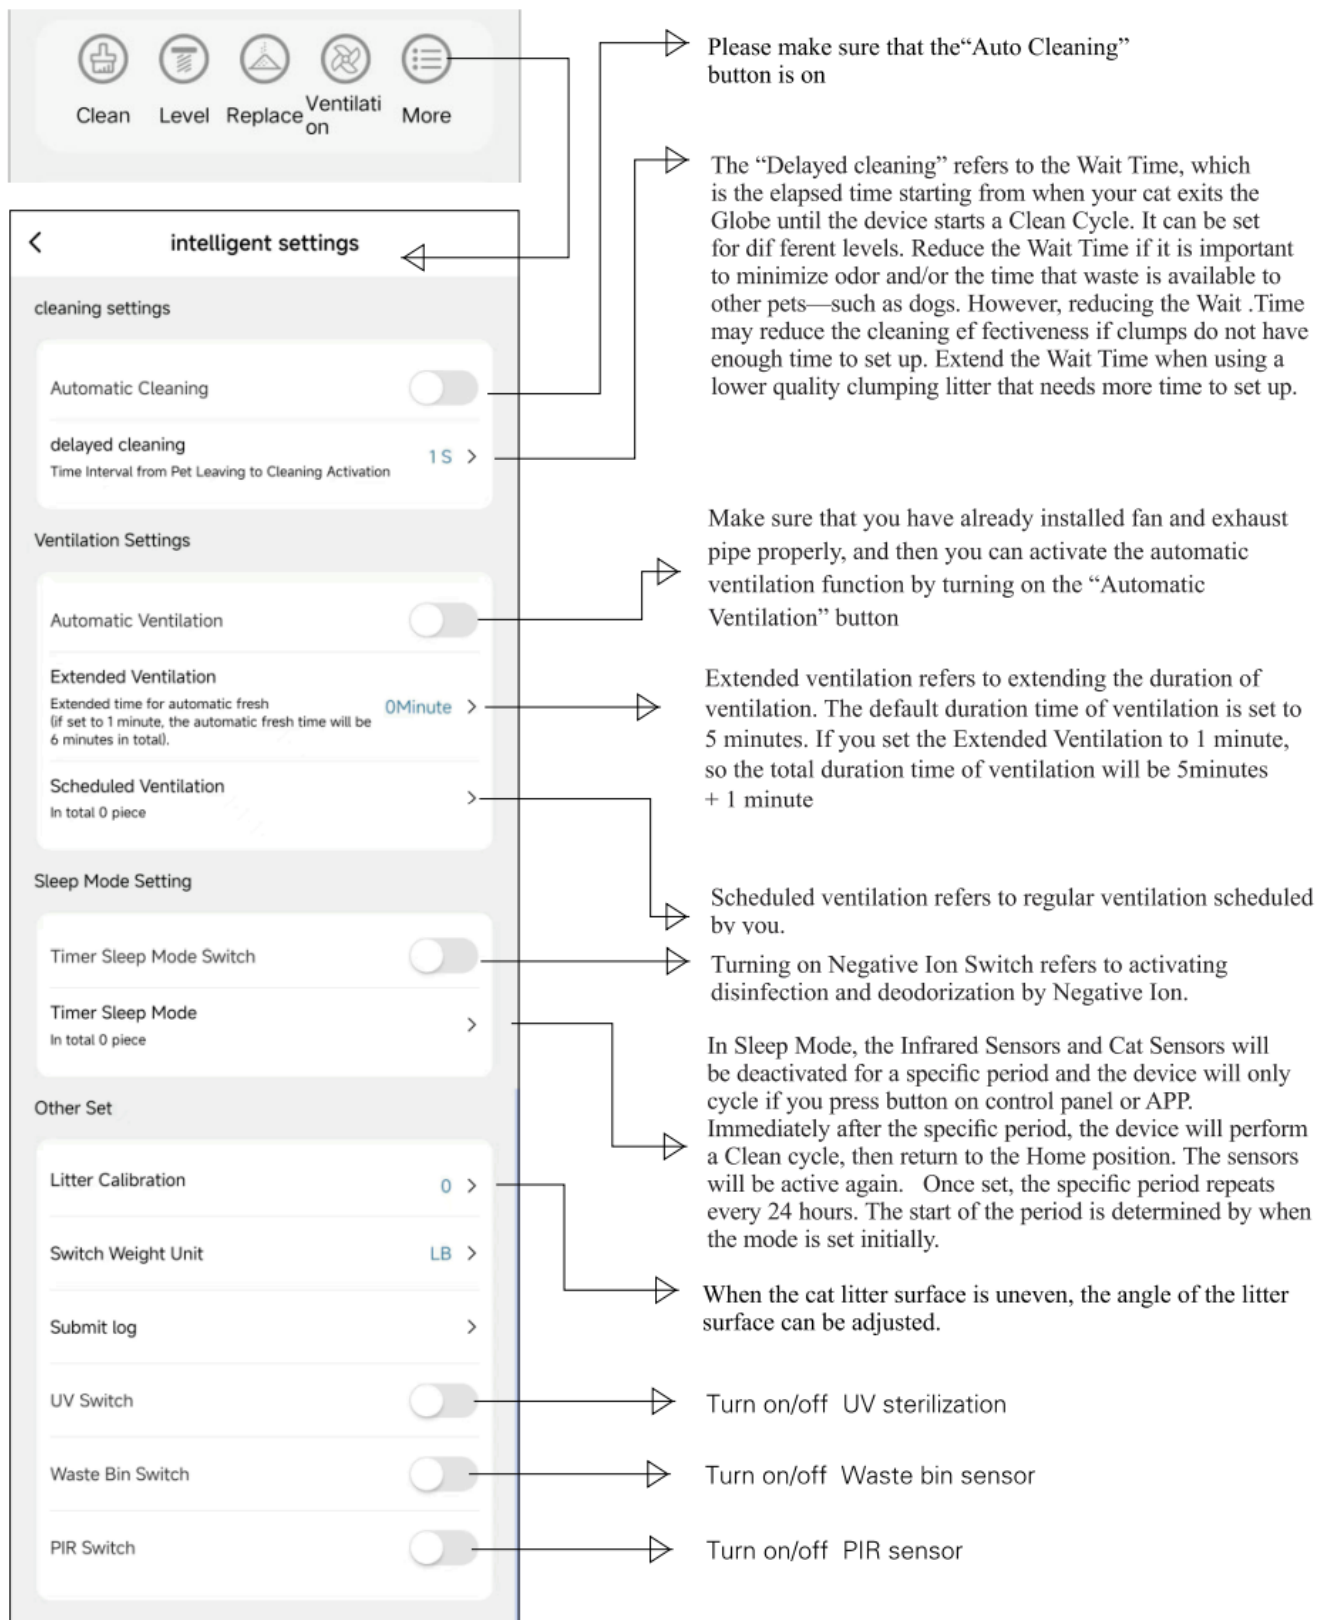 Clean
Level
Replace
Ventilati
on
More
Please make sure that the“Auto Cleaning”
button is on
The “Delayed cleaning” refers to the Wait Time, which
is the elapsed time starting from when your cat exits the
Globe until the device starts a Clean Cycle. It can be set
for dif ferent levels. Reduce the Wait Time if it is important
to minimize odor and/or the time that waste is available to
other pets—such as dogs. However, reducing the Wait .Time
may reduce the cleaning ef fectiveness if clumps do not have
enough time to set up. Extend the Wait Time when using a
lower quality clumping litter that needs more time to set up.
intelligent settings
cleaning settings
Automatic Cleaning
delayed cleaning
1 S
Time Interval from Pet Leaving to Cleaning Activation
Ventilation Settings
Make sure that you have already installed fan and exhaust
pipe properly, and then you can activate the automatic
ventilation function by turning on the “Automatic
Ventilation” button
Automatic Ventilation
Extended Ventilation
Extended time for automatic fresh
(if set to 1 minute, the automatic fresh time will be
6 minutes in total).
0Minute
Extended ventilation refers to extending the duration of
ventilation. The default duration time of ventilation is set to
5 minutes. If you set the Extended Ventilation to 1 minute,
so the total duration time of ventilation will be 5minutes
+ 1 minute
Scheduled Ventilation
In total 0 piece
Scheduled ventilation refers to regular ventilation scheduled
by you.
Sleep Mode Setting
Timer Sleep Mode Switch
Turning on Negative Ion Switch refers to activating
disinfection and deodorization by Negative Ion.
Timer Sleep Mode
In total 0 piece
In Sleep Mode, the Infrared Sensors and Cat Sensors will
be deactivated for a specific period and the device will only
cycle if you press button on control panel or APP.
Immediately after the specific period, the device will perform
a Clean cycle, then return to the Home position. The sensors
will be active again. Once set, the specific period repeats
every 24 hours. The start of the period is determined by when
the mode is set initially.
Other Set
Litter Calibration
0
When the cat litter surface is uneven, the angle of the litter
surface can be adjusted.
Switch Weight Unit
LB
Submit log
UV Switch
Turn on/off UV sterilization
Waste Bin Switch
Turn on/off Waste bin sensor
PIR Switch
Turn on/off PIR sensor